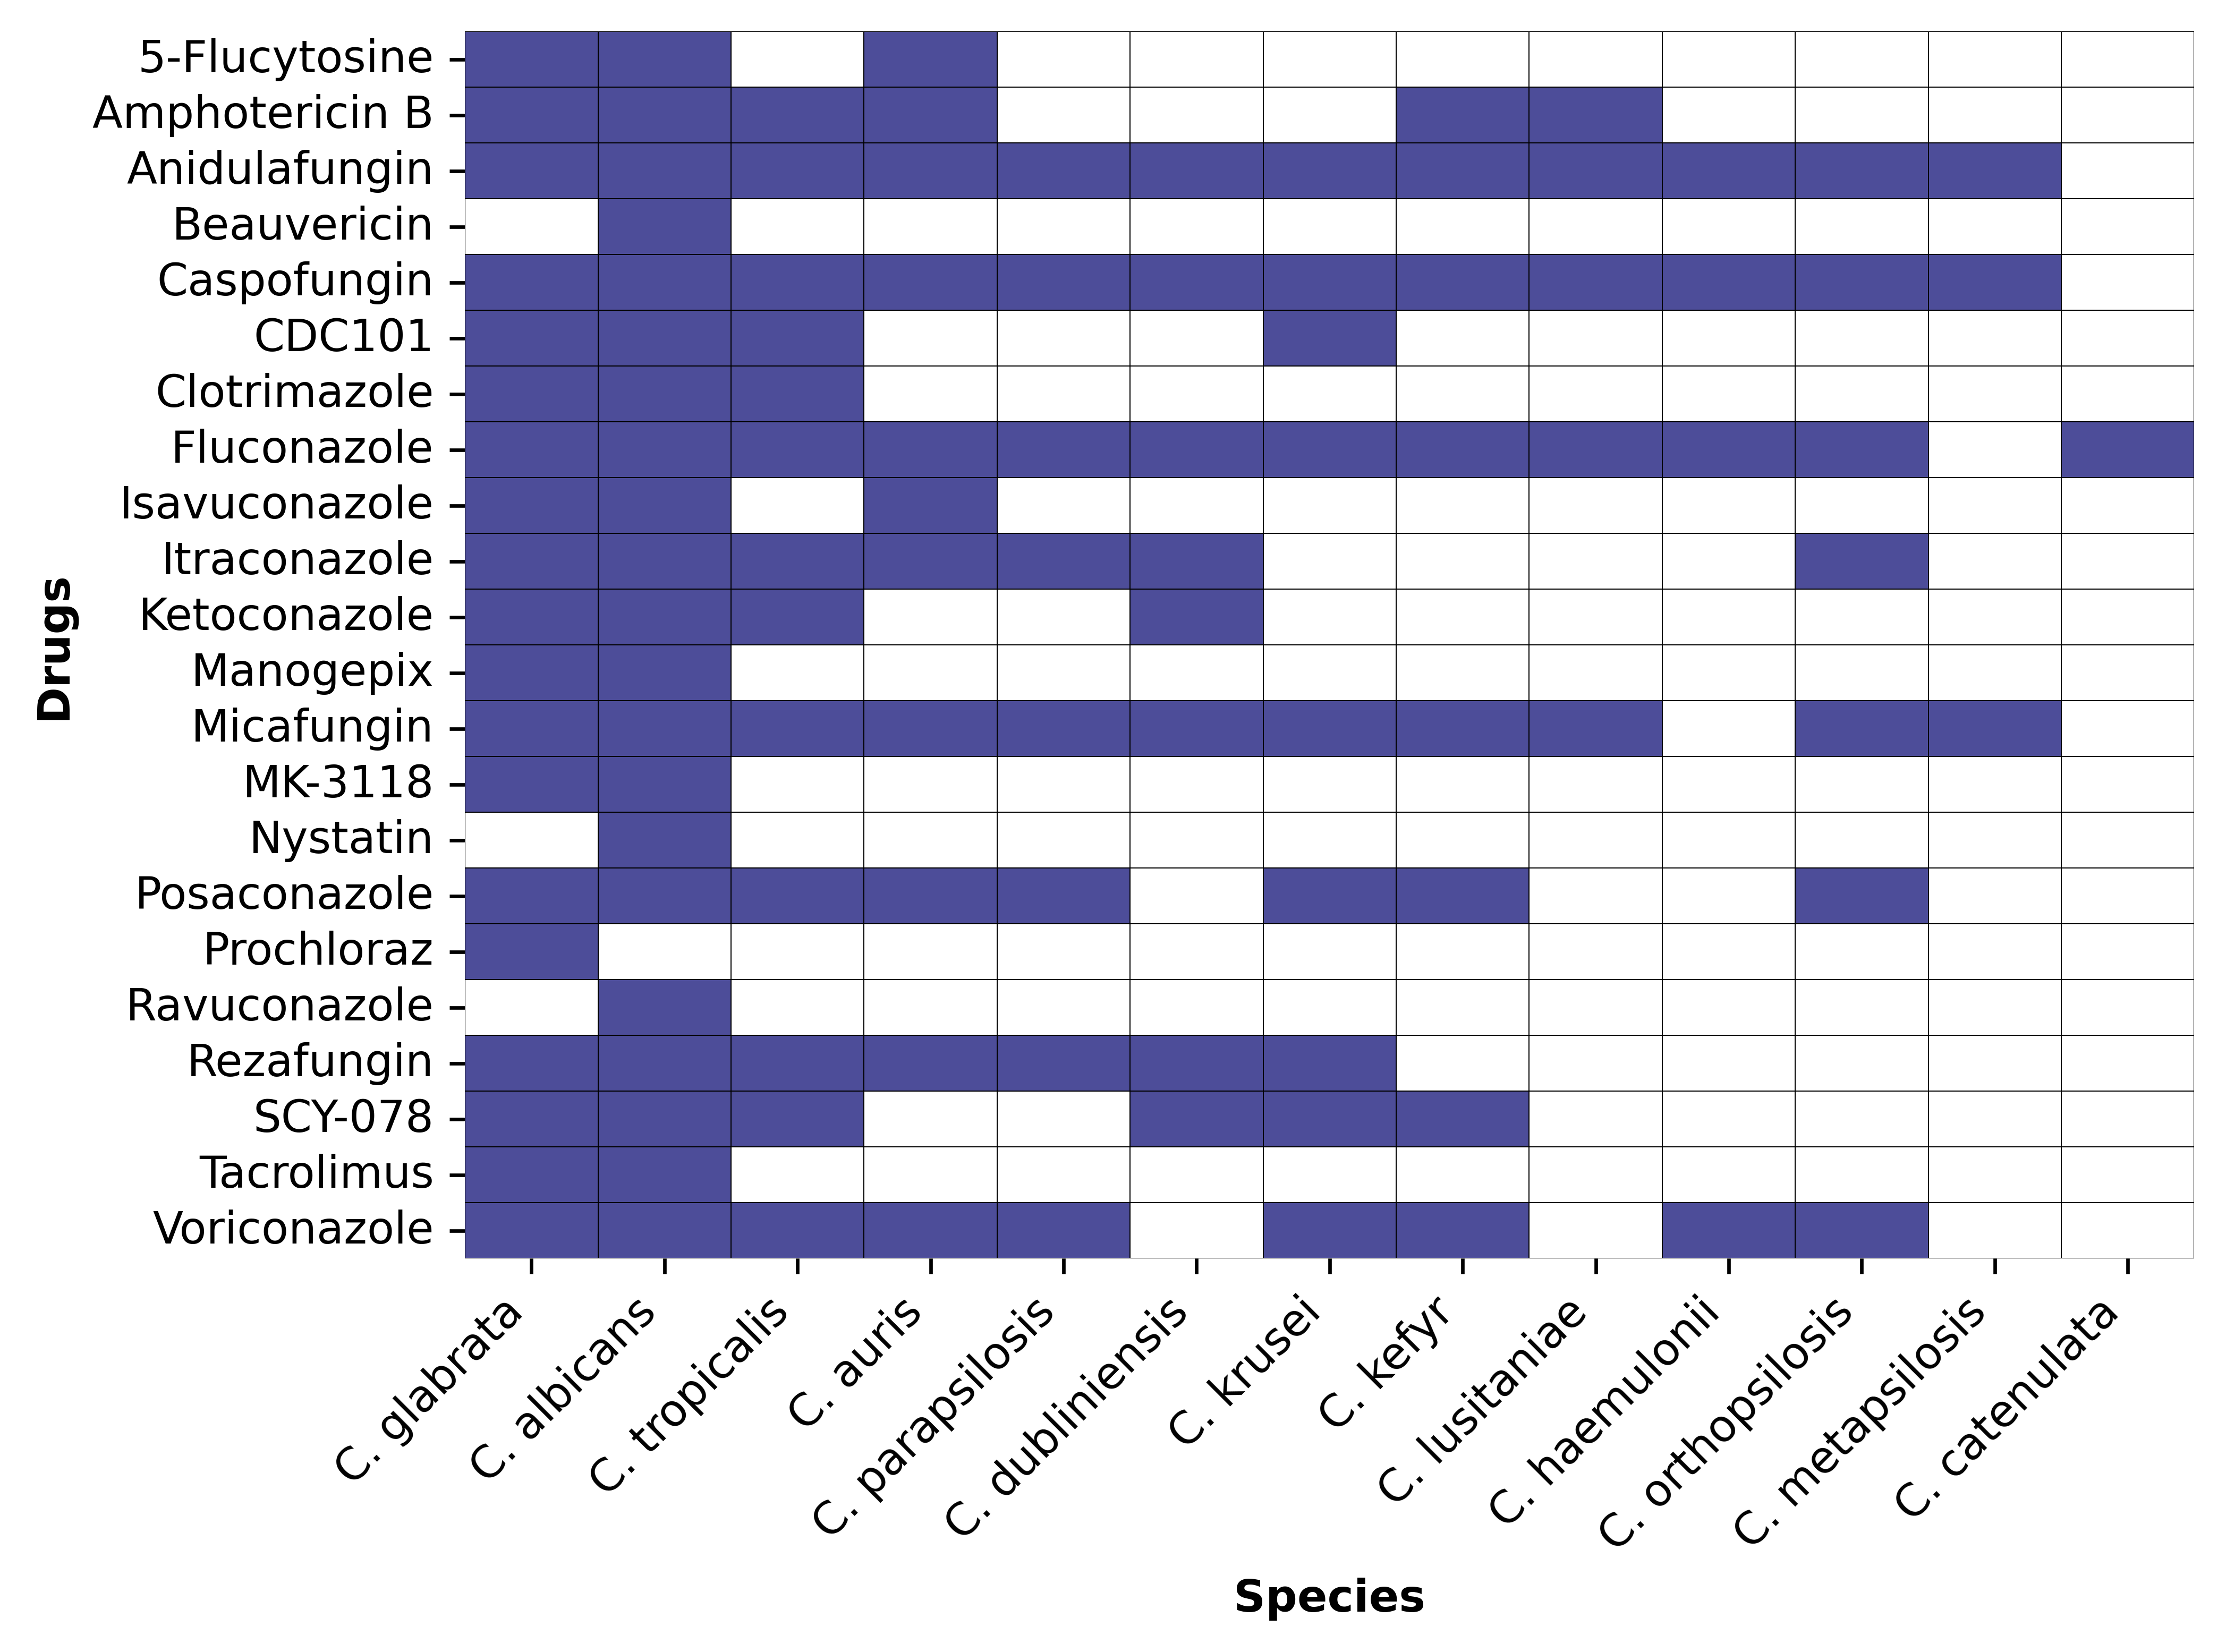 5-Flucytosine
Amphotericin B
Anidulafungin
Beauvericin
Caspofungin
CDC101
Clotrimazole
Fluconazole
Isavuconazole
Itraconazole
Ketoconazole
Manogepix
Micafungin
MK-3118
Nystatin
Posaconazole
Prochloraz
Ravuconazole
Rezafungin
SCY-078
Tacrolimus
Voriconazole
Drugs
C. glabrata
C. albicans
C. tropicalis
C. auris
C. parapsilosis
C. dubliniensis
C. krusei
C. kefyr
C. lusitaniae
C. haemulonii
C. orthopsilosis
C. metapsilosis
C. catenulata
Species